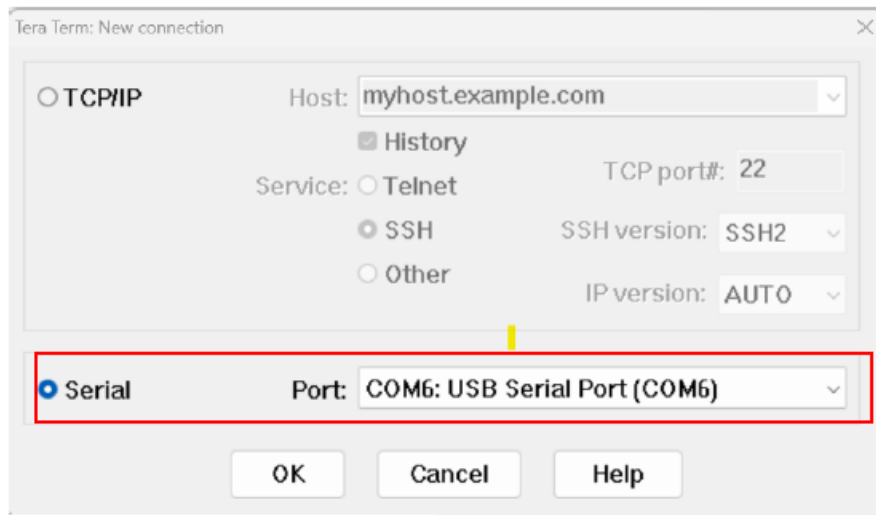 Tera Term: New connection
TCP/IP Host: myhost.example.com
History
Service: Telnet TCP port#: 22
SSH SSH version: SSH2
Other IP version: AUTO
Serial Port: COM6: USB Serial Port (COM6)
OK Cancel Help